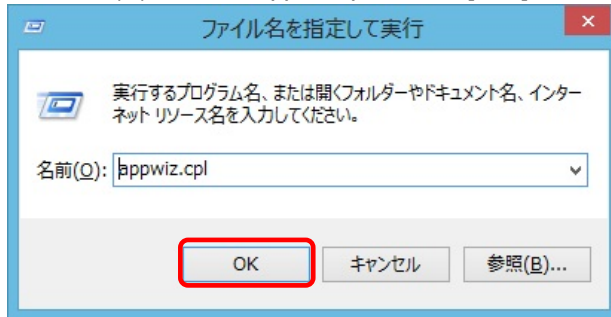 ファイル名を指定して実行
実行するプログラム名、または開くフォルダーやドキュメント名、インター
ネット リソース名を入力してください。
名前(O): appwiz.cpl
OK キャンセル 参照(B)...